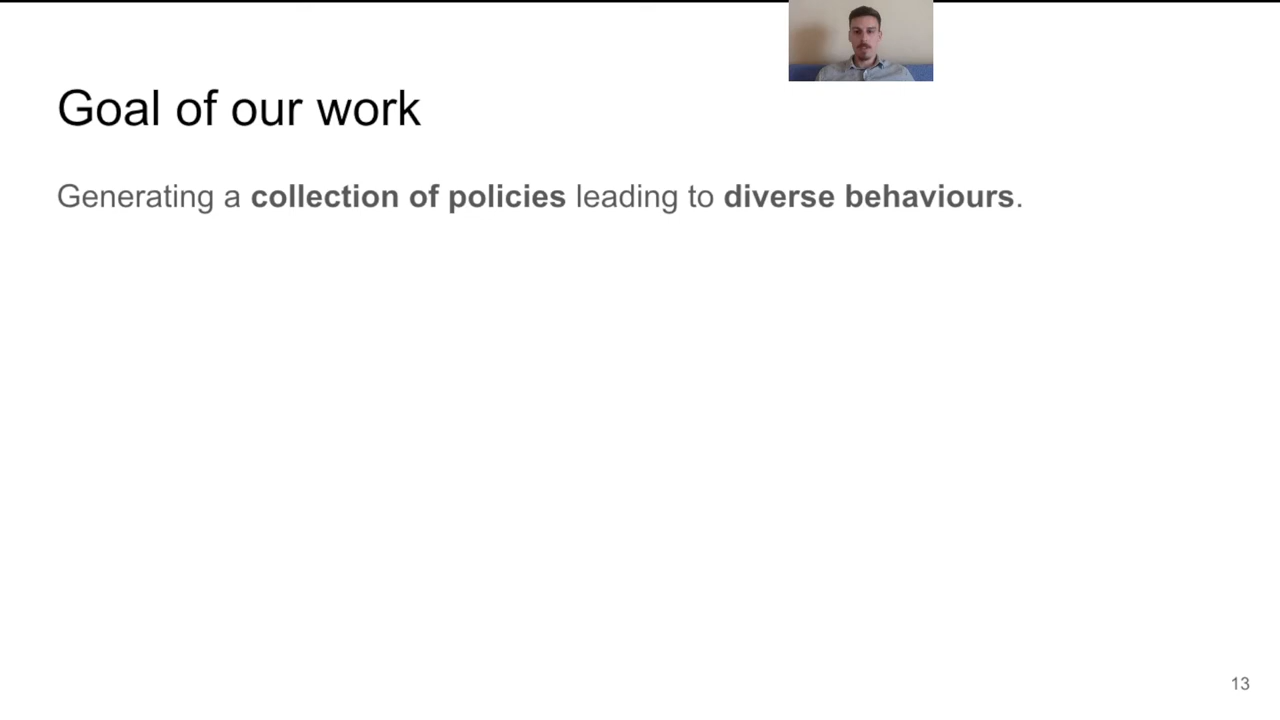 Goal of our work
Generating a collection of policies leading to diverse behaviours.
13